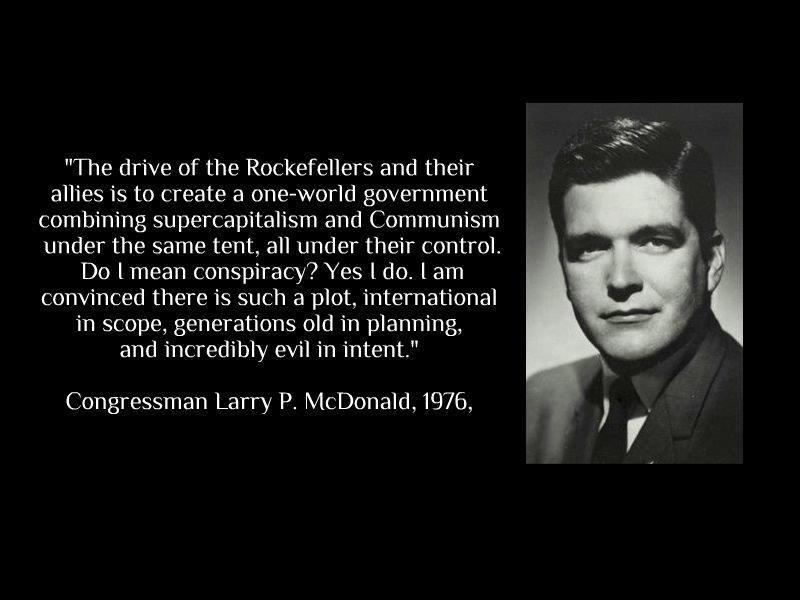 "The drive of the Rockefellers and their
allies is to create a one-world government
combining supercapitalism and Communism
under the same tent, all under their control.
Do I mean conspiracy? Yes I do. I am
convinced there is such a plot, international
in scope, generations old in planning,
and incredibly evil in intent."
Congressman Larry P. McDonald, 1976,